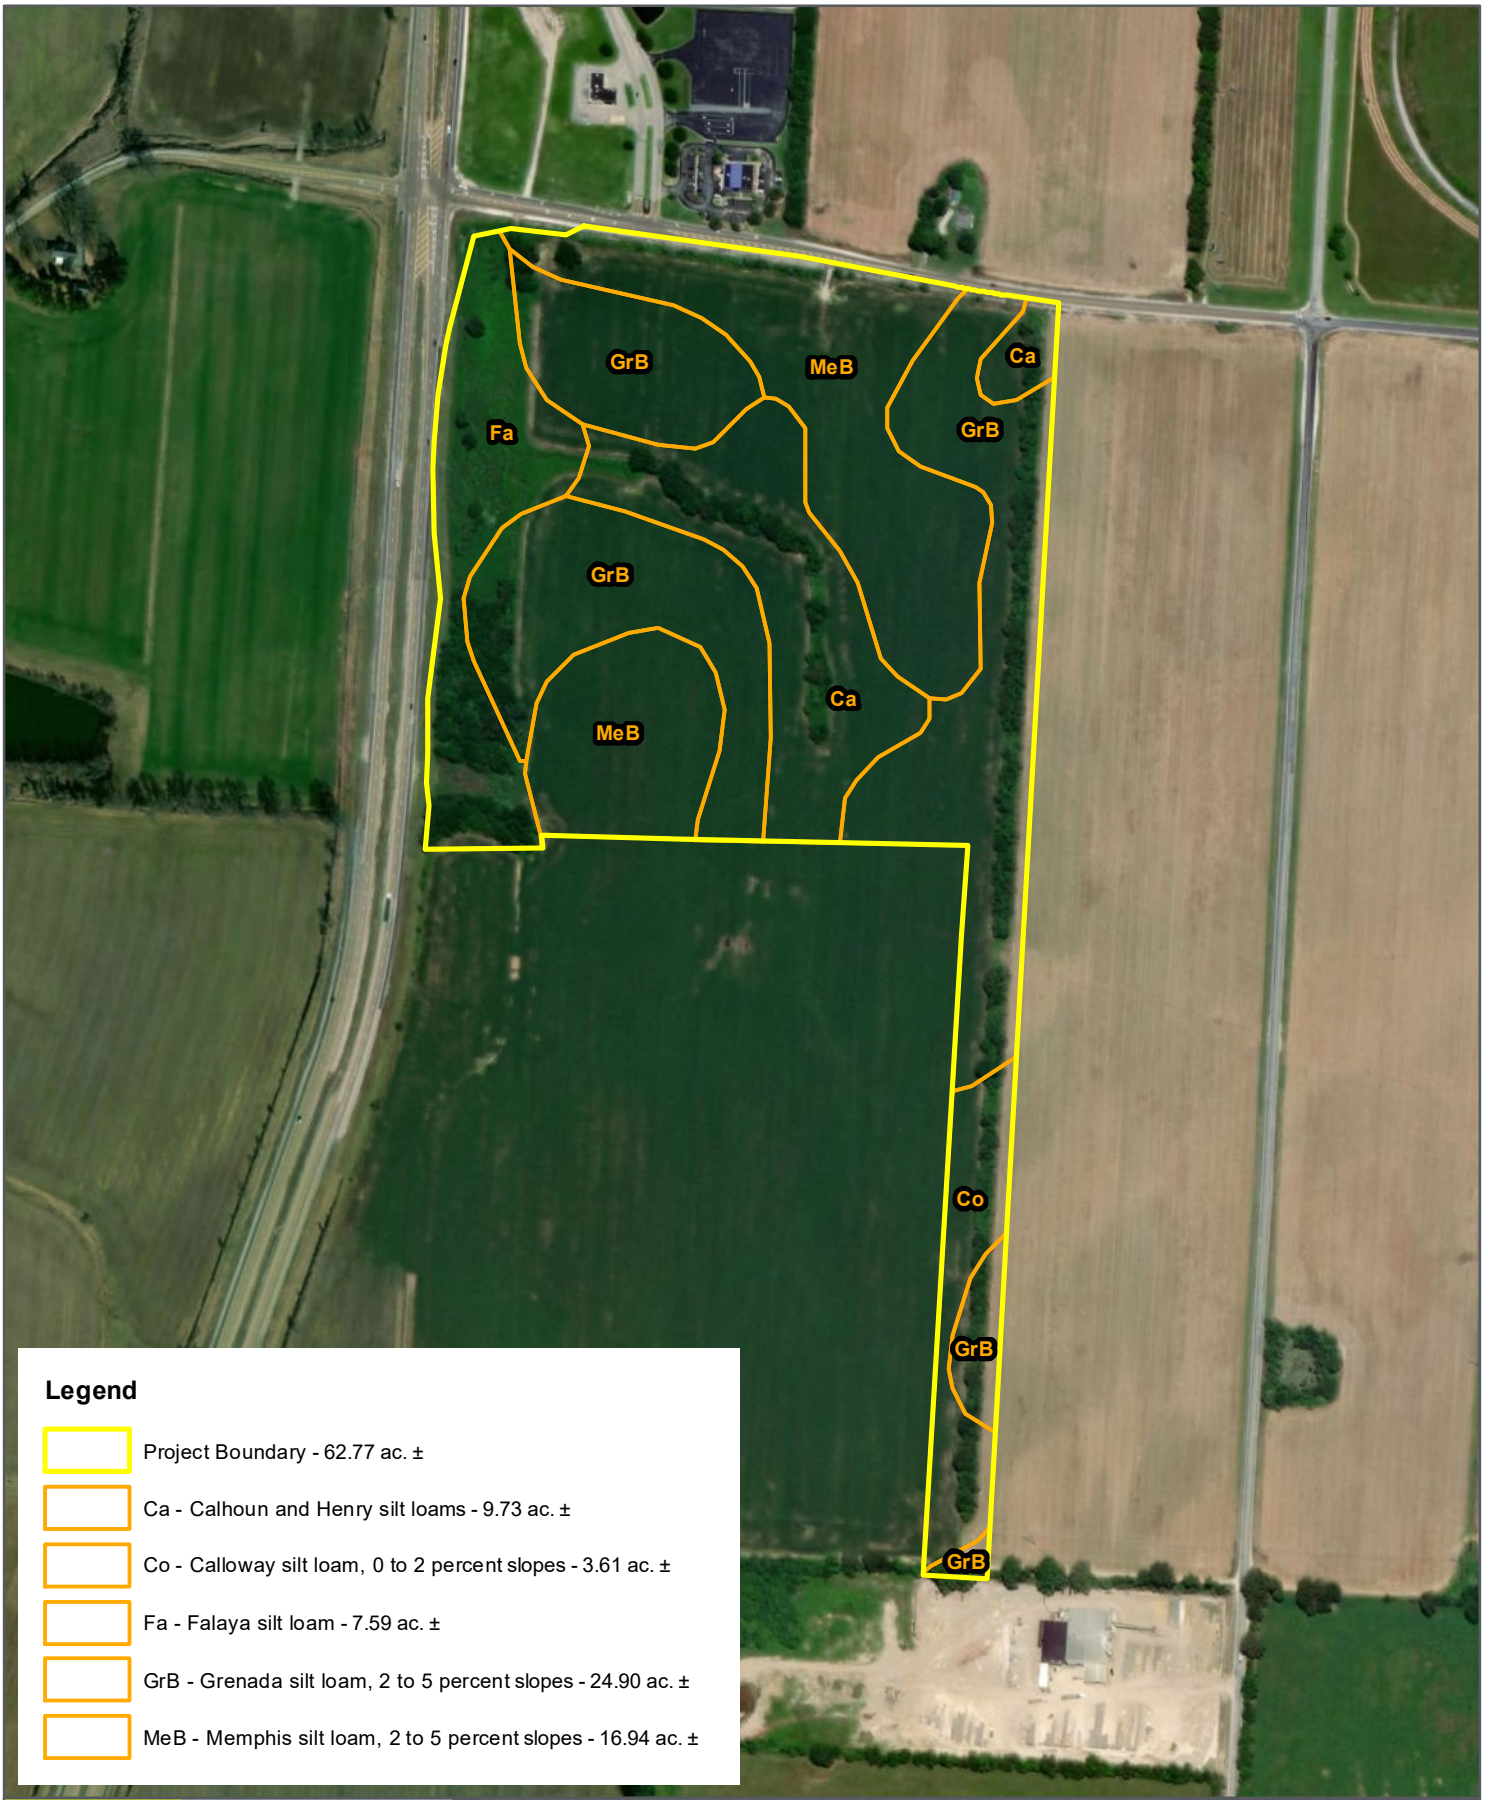 GrB
MeB
Ca
GrB
Fa
GrB
Ca
MeB
Co
GrB
GrB
Legend
Project Boundary - 62.77 ac. ±
Ca - Calhoun and Henry silt loams - 9.73 ac. ±
Co - Calloway silt loam, 0 to 2 percent slopes - 3.61 ac. ±
Fa - Falaya silt loam - 7.59 ac. ±
GrB - Grenada silt loam, 2 to 5 percent slopes - 24.90 ac. ±
MeB - Memphis silt loam, 2 to 5 percent slopes - 16.94 ac. ±